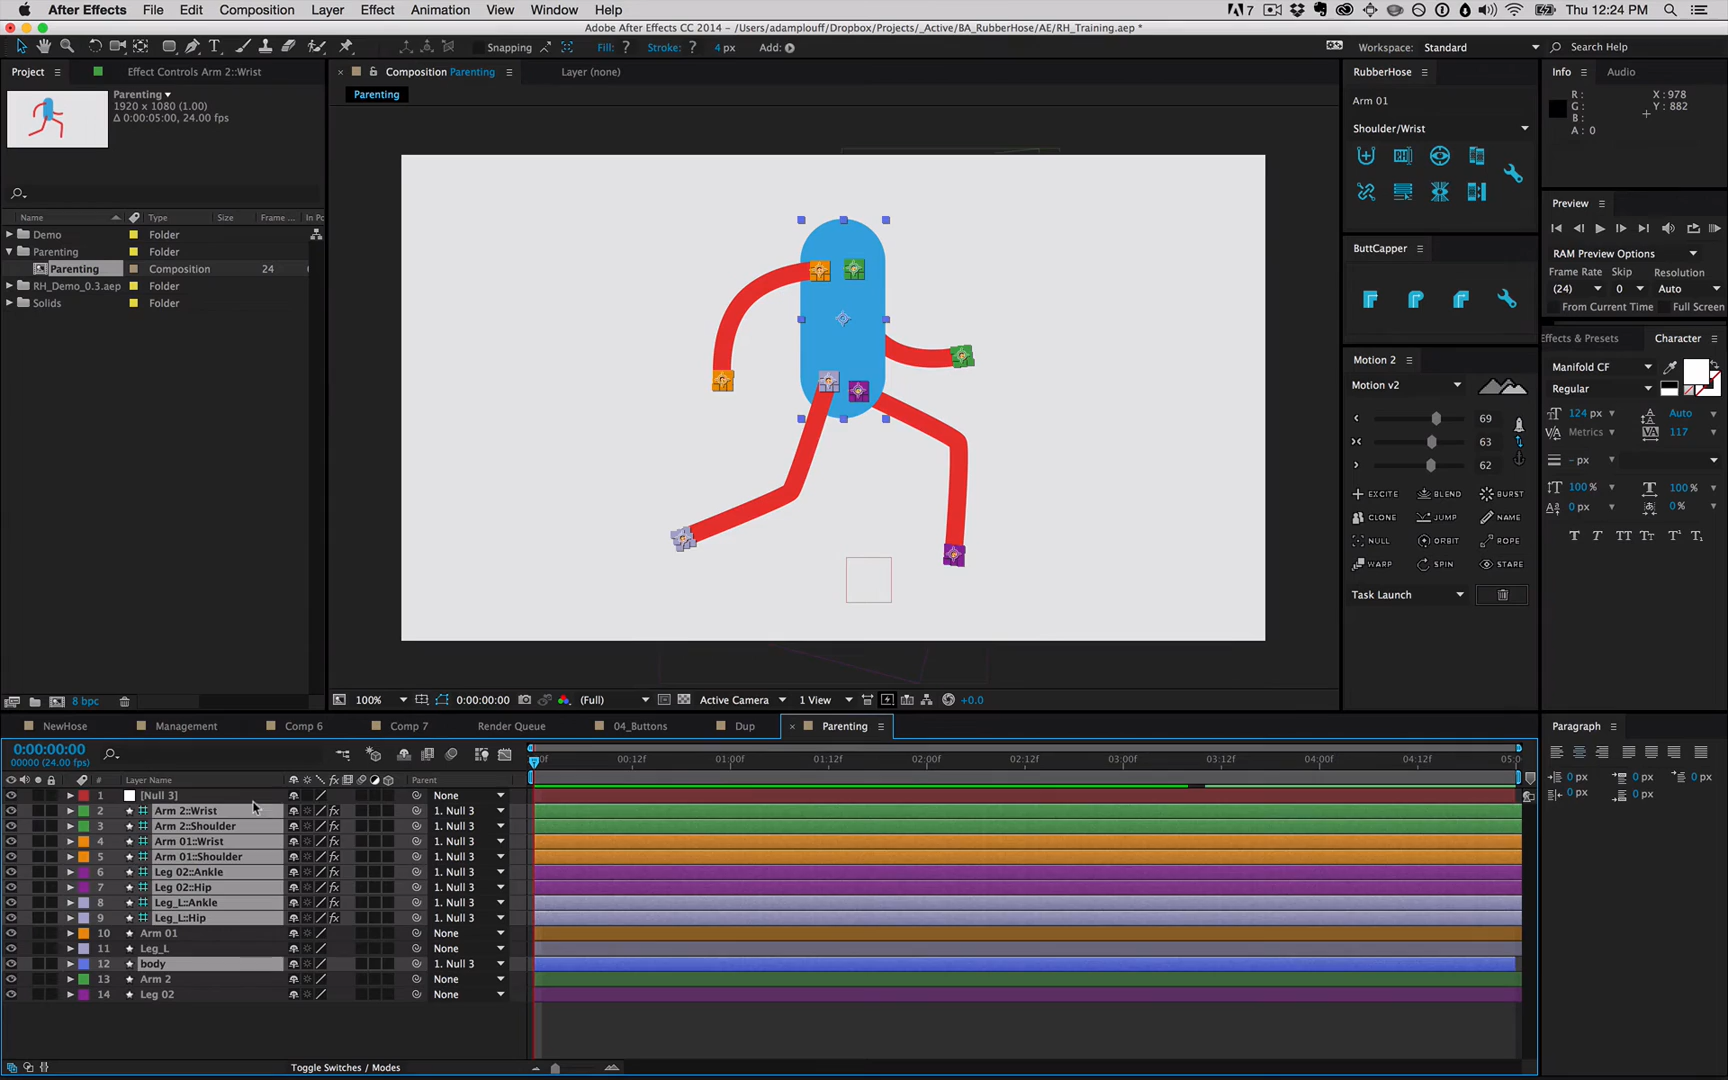 After Effects File Edit Composition Layer Effect Animation View Window Help
7 Thu 12:24 PM
Adobe After Effects CC 2014 - /Users/adamplouff/Dropbox/Projects/_Active/BA_RubberHose/AE/RH_Training.aep *
Snapping Fill: ? Stroke: ? 4 px Add:
Workspace: Standard Search Help
Project Effect Controls Arm 2::Wrist
Composition Parenting Layer (none)
RubberHose Info Audio
Parenting
1920 x 1080 (1.00)
Δ 0:00:05:00, 24.00 fps
Parenting
Arm 01
Shoulder/Wrist
R: X: 978
G: Y: 882
B:
A: 0
Name Type Size Frame ... In Po
Demo Folder
Parenting Folder
Parenting Composition 24
RH_Demo_0.3.aep Folder
Solids Folder
8 bpc
ButtCapper
Motion 2
Motion v2
69
63
62
EXCITE BLEND BURST
CLONE JUMP NAME
NULL ORBIT ROPE
WARP SPIN STARE
Task Launch
Preview
RAM Preview Options
Frame Rate Skip Resolution
(24) 0 Auto
From Current Time Full Screen
Effects & Presets Character
Manifold CF
Regular
124 px Auto
Metrics 117
- px
100 % 100 %
0 px 0 %
T T TT Tт T¹ T₁
100% 0:00:00:00 (Full) Active Camera 1 View +0.0
NewHose Management Comp 6 Comp 7 Render Queue 04_Buttons Dup Parenting
0:00:00:00
00000 (24.00 fps)
00:12f 01:00f 01:12f 02:00f 02:12f 03:00f 03:12f 04:00f 04:12f 05:0
# Layer Name Parent
1 [Null 3] None
2 Arm 2::Wrist 1. Null 3
3 Arm 2::Shoulder 1. Null 3
4 Arm 01::Wrist 1. Null 3
5 Arm 01::Shoulder 1. Null 3
6 Leg 02::Ankle 1. Null 3
7 Leg 02::Hip 1. Null 3
8 Leg_L::Ankle 1. Null 3
9 Leg_L::Hip 1. Null 3
10 Arm 01 None
11 Leg_L None
12 body 1. Null 3
13 Arm 2 None
14 Leg 02 None
Toggle Switches / Modes
Paragraph
0 px 0 px 0 px
0 px 0 px